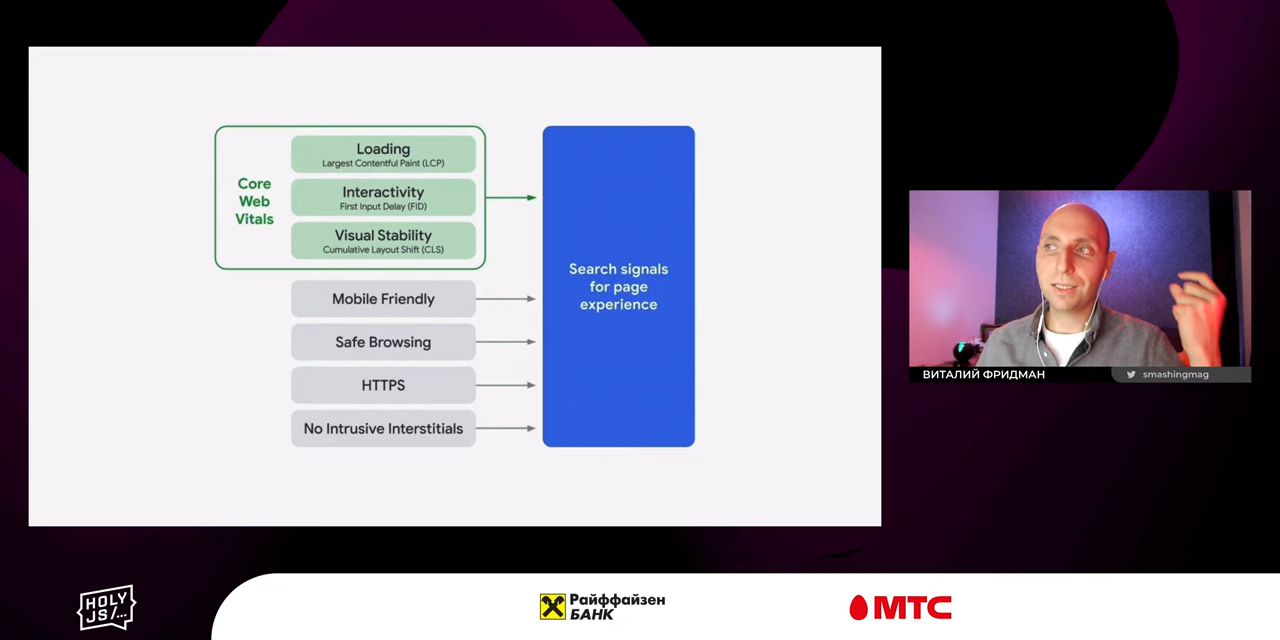 Core
Web
Vitals
Loading
Largest Contentful Paint (LCP)
Interactivity
First Input Delay (FID)
Visual Stability
Cumulative Layout Shift (CLS)
Mobile Friendly
Safe Browsing
HTTPS
No Intrusive Interstitials
Search signals
for page
experience
ВИТАЛИЙ ФРИДМАН
smashingmag
HOLY
JS/...
Райффайзен
БАНК
МТС